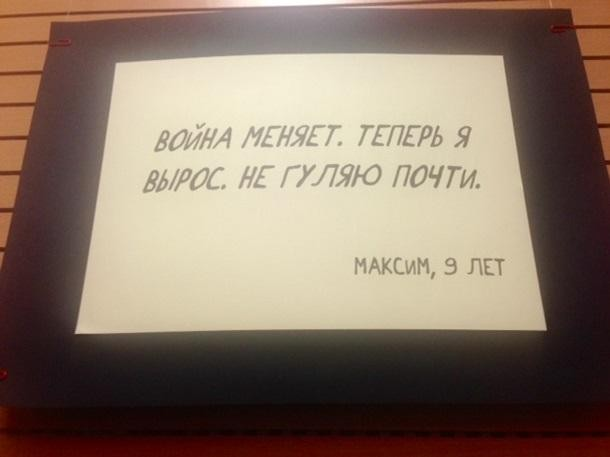 ВОЙНА МЕНЯЕТ. ТЕПЕРЬ Я
ВЫРОС. НЕ ГУЛЯЮ ПОЧТИ.
МАКСИМ, 9 ЛЕТ